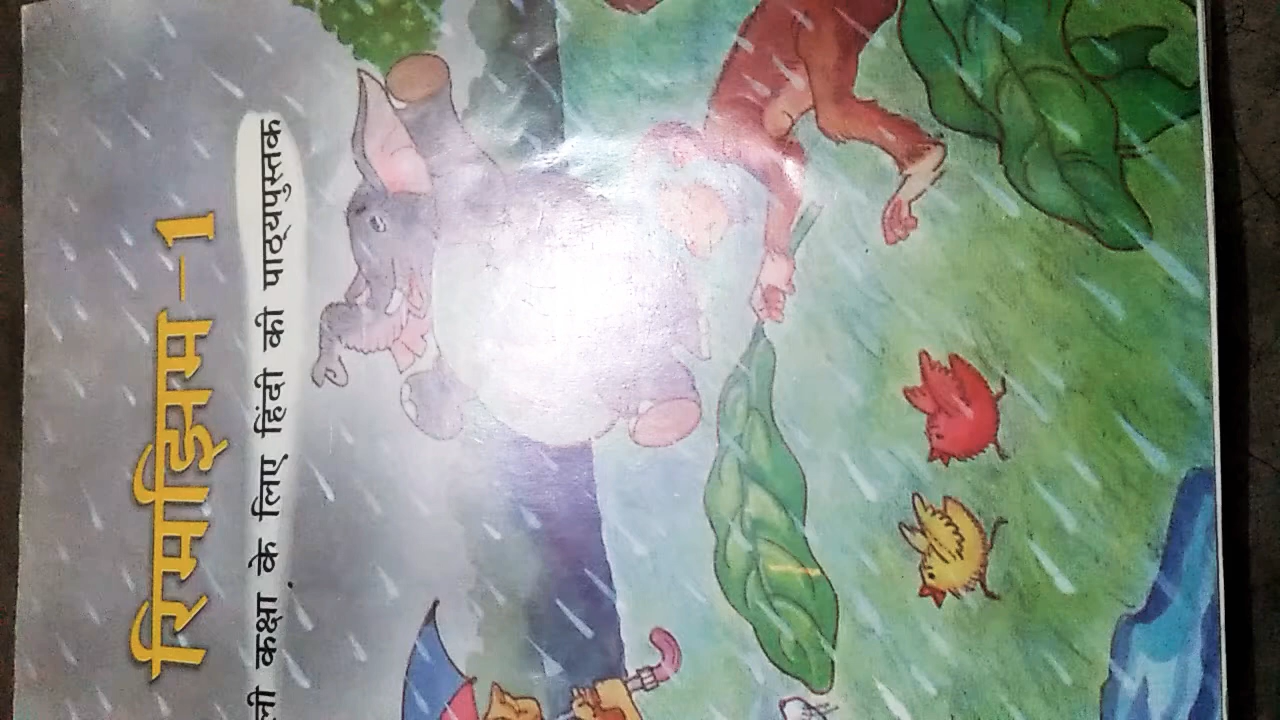 रिमझिम-1
ली कक्षा के लिए हिंदी की पाठ्यपुस्तक